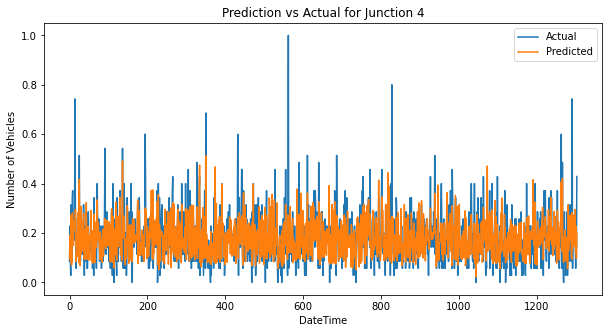 Prediction vs Actual for Junction 4
Number of Vehicles
1.0
0.8
0.6
0.4
0.2
0.0
Actual
Predicted
0 200 400 600 800 1000 1200
DateTime